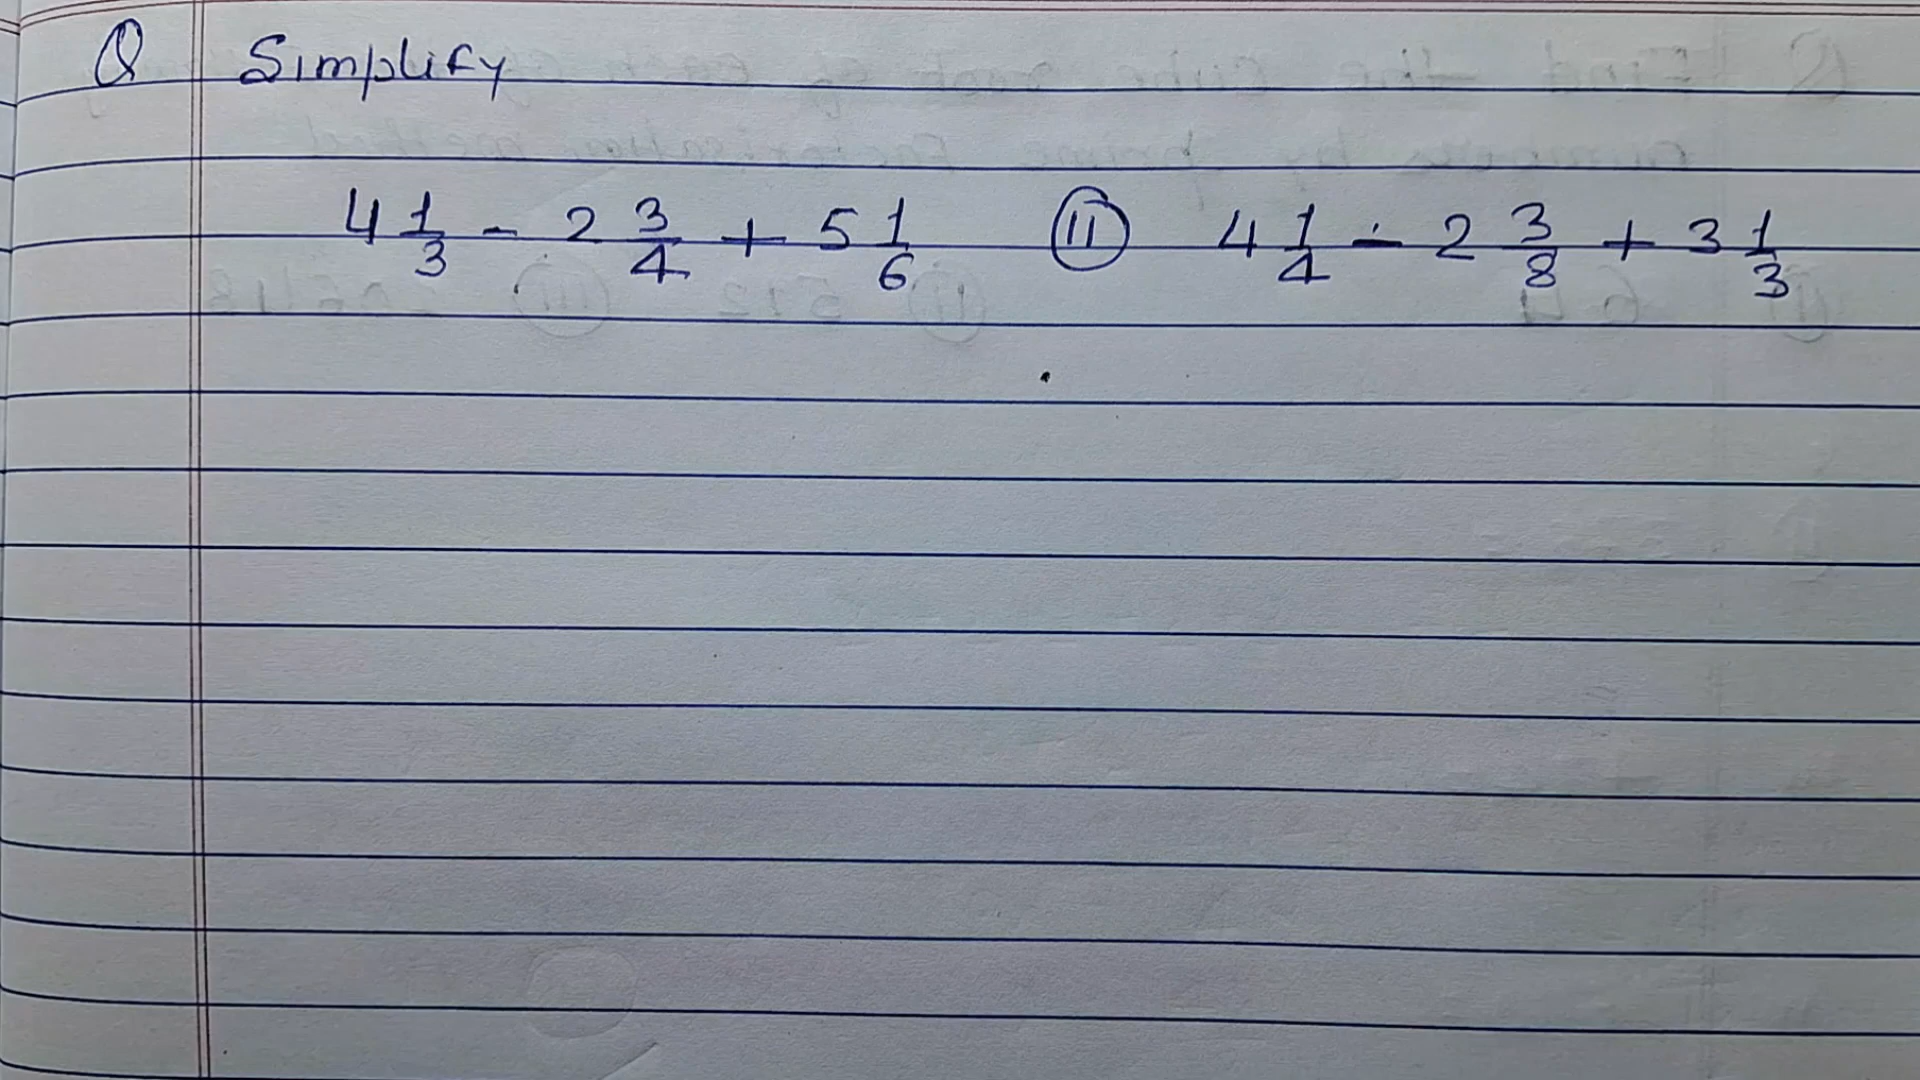 Q Simplify
4 1/3 - 2 3/4 + 5 1/6 (ii) 4 1/4 - 2 3/8 + 3 1/3